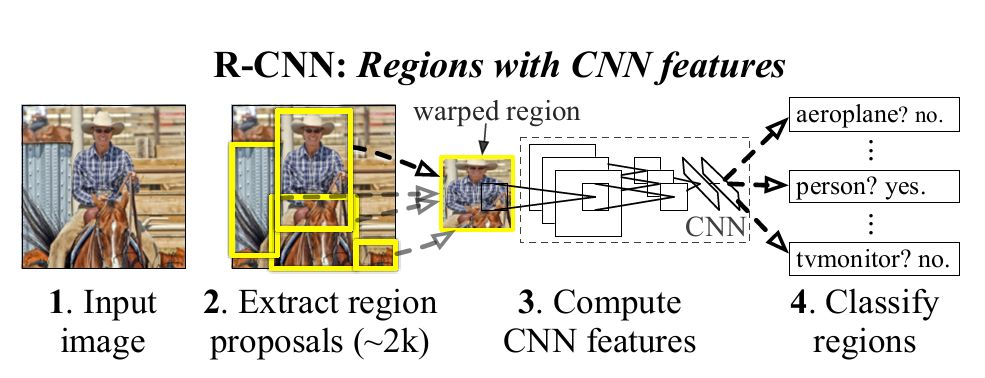 R-CNN: Regions with CNN features
warped region
aeroplane? no.
person? yes.
tvmonitor? no.
CNN
1. Input
image
2. Extract region
proposals (~2k)
3. Compute
CNN features
4. Classify
regions